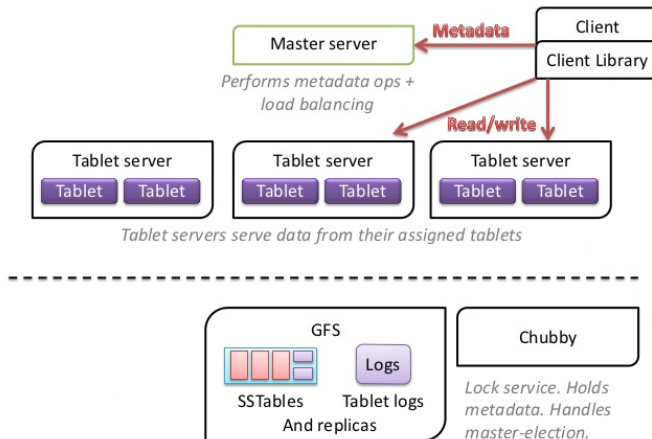 Client
Metadata
Master server
Client Library
Performs metadata ops +
load balancing
Read/write
Tablet server
Tablet Tablet
Tablet server
Tablet Tablet
Tablet server
Tablet Tablet
Tablet servers serve data from their assigned tablets
GFS
Logs
SSTables
Tablet logs
And replicas
Chubby
Lock service. Holds
metadata. Handles
master-election.